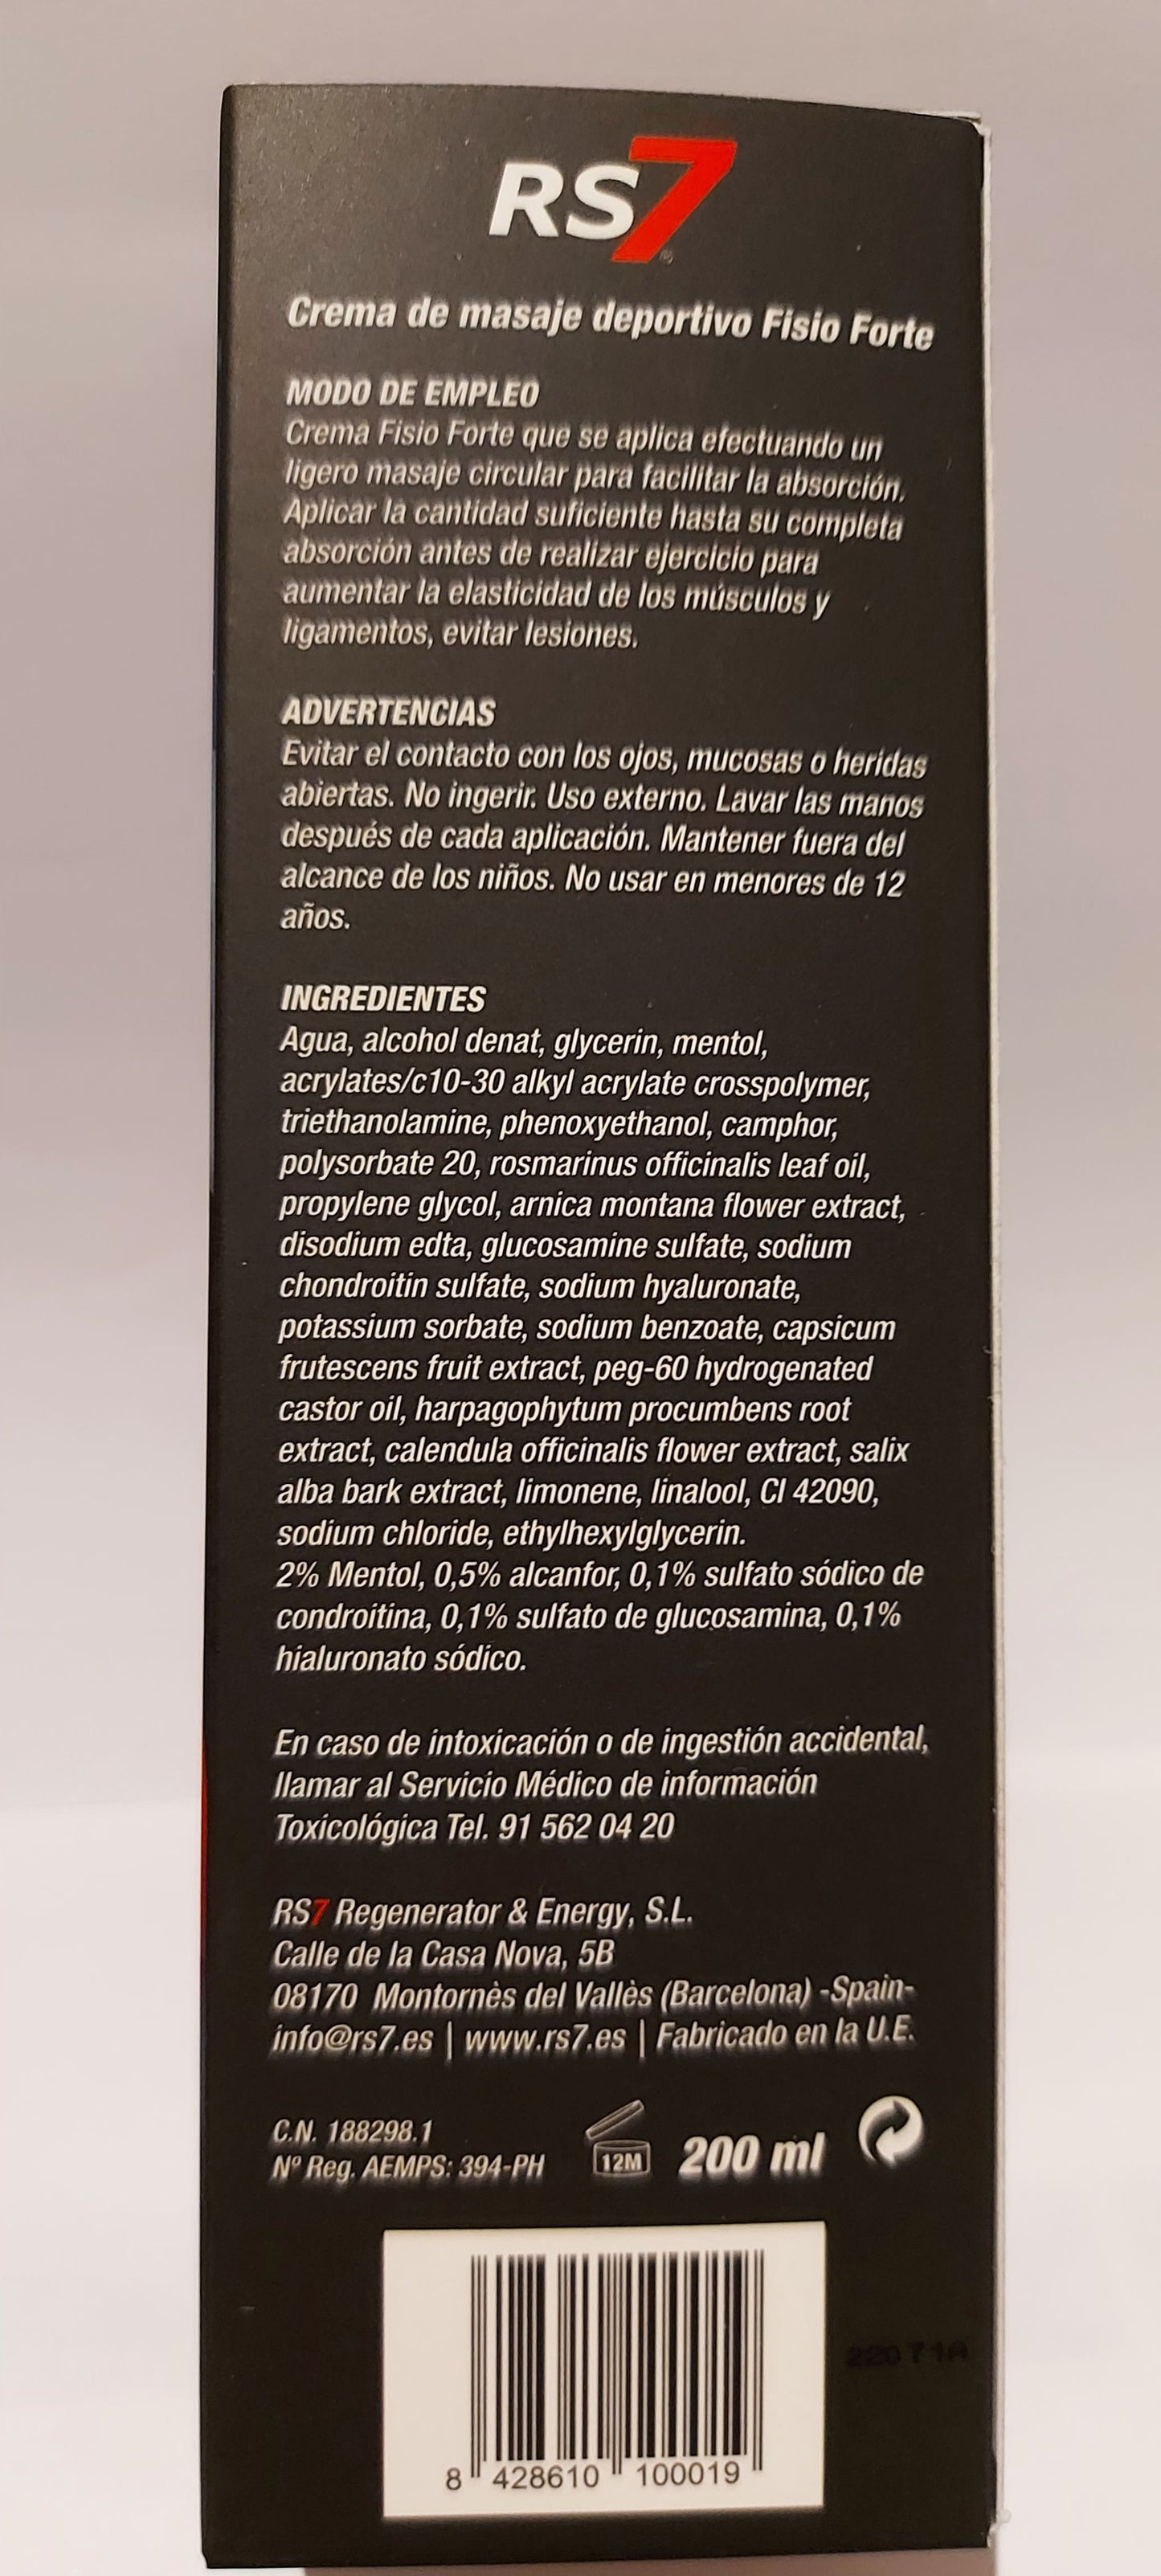 RS7®
Crema de masaje deportivo Fisio Forte
MODO DE EMPLEO
Crema Fisio Forte que se aplica efectuando un
ligero masaje circular para facilitar la absorción.
Aplicar la cantidad suficiente hasta su completa
absorción antes de realizar ejercicio para
aumentar la elasticidad de los músculos y
ligamentos, evitar lesiones.
ADVERTENCIAS
Evitar el contacto con los ojos, mucosas o heridas
abiertas. No ingerir. Uso externo. Lavar las manos
después de cada aplicación. Mantener fuera del
alcance de los niños. No usar en menores de 12
años.
INGREDIENTES
Agua, alcohol denat, glycerin, mentol,
acrylates/c10-30 alkyl acrylate crosspolymer,
triethanolamine, phenoxyethanol, camphor,
polysorbate 20, rosmarinus officinalis leaf oil,
propylene glycol, arnica montana flower extract,
disodium edta, glucosamine sulfate, sodium
chondroitin sulfate, sodium hyaluronate,
potassium sorbate, sodium benzoate, capsicum
frutescens fruit extract, peg-60 hydrogenated
castor oil, harpagophytum procumbens root
extract, calendula officinalis flower extract, salix
alba bark extract, limonene, linalool, CI 42090,
sodium chloride, ethylhexylglycerin.
2% Mentol, 0,5% alcanfor, 0,1% sulfato sódico de
condroitina, 0,1% sulfato de glucosamina, 0,1%
hialuronato sódico.
En caso de intoxicación o de ingestión accidental,
llamar al Servicio Médico de información
Toxicológica Tel. 91 562 04 20
RS7 Regenerator & Energy, S.L.
Calle de la Casa Nova, 5B
08170 Montornès del Vallès (Barcelona) -Spain-
info@rs7.es | www.rs7.es | Fabricado en la U.E.
C.N. 188298.1
Nº Reg. AEMPS: 394-PH
12M
200 ml
22071A
8 428610 100019